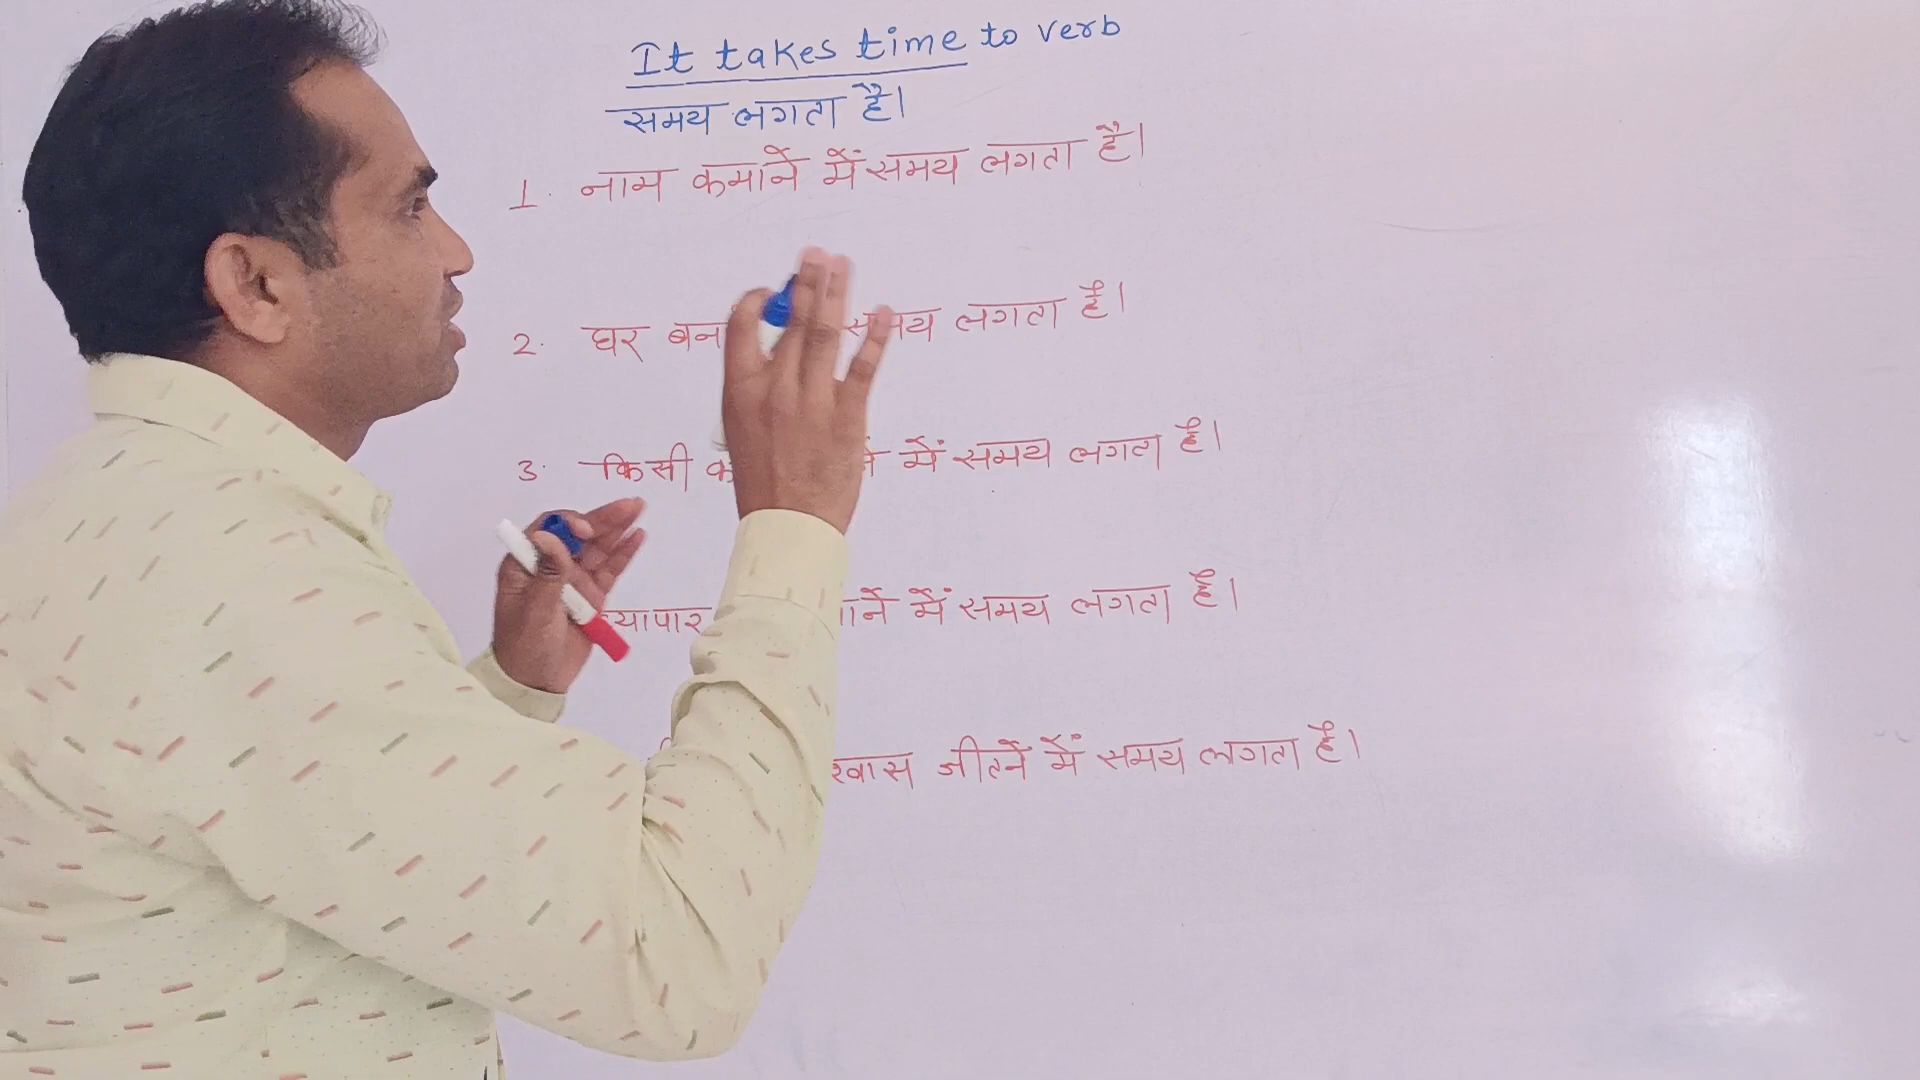 It takes time to verb
समय लगता है।
1. नाम कमाने में समय लगता है।
2. घर समय लगता है।
3. किसी में समय लगता है।
व्यापार में समय लगता है।
जीतने में समय लगता है।